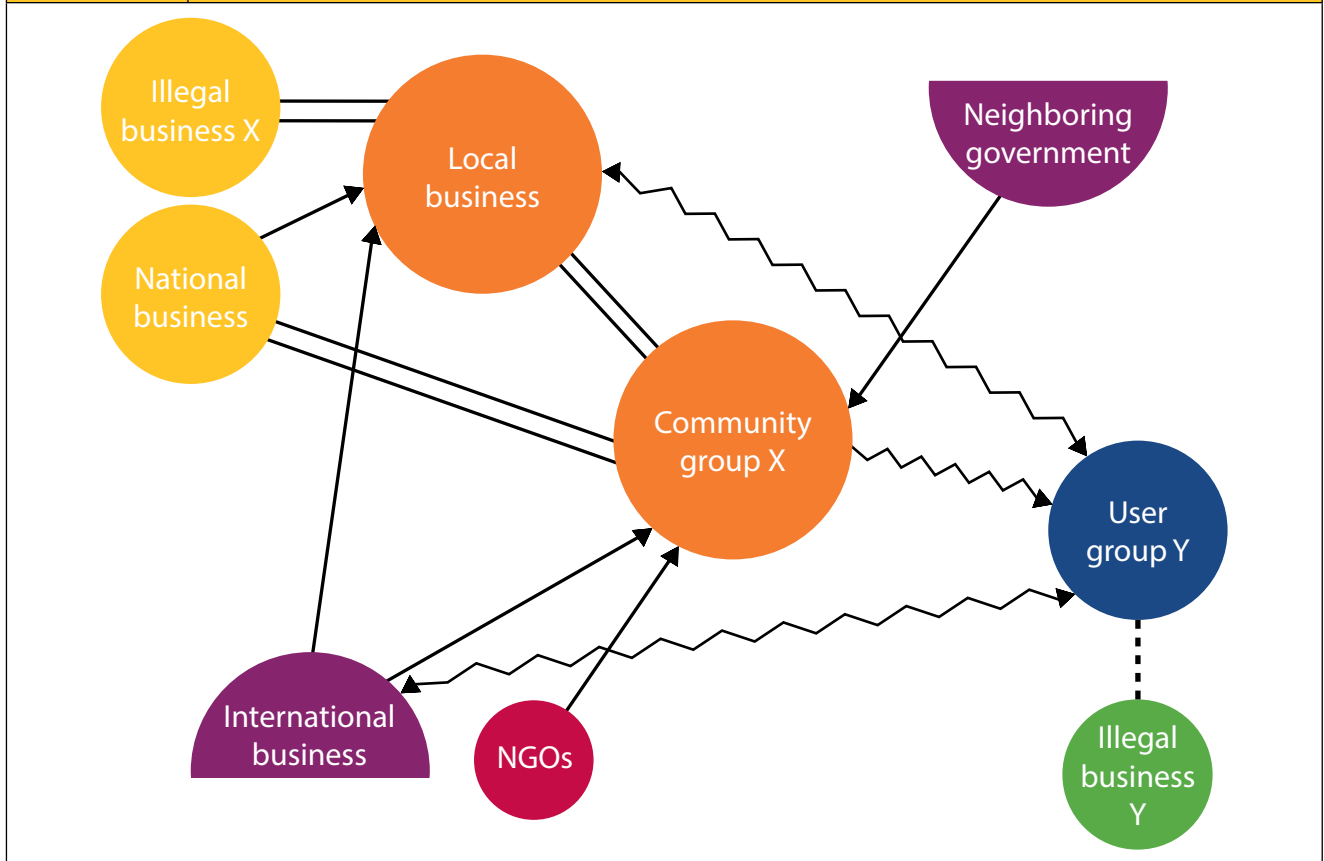 Illegal
business X
Local
business
Neighboring
government
National
business
Community
group X
User
group Y
International
business
NGOs
Illegal
business
Y